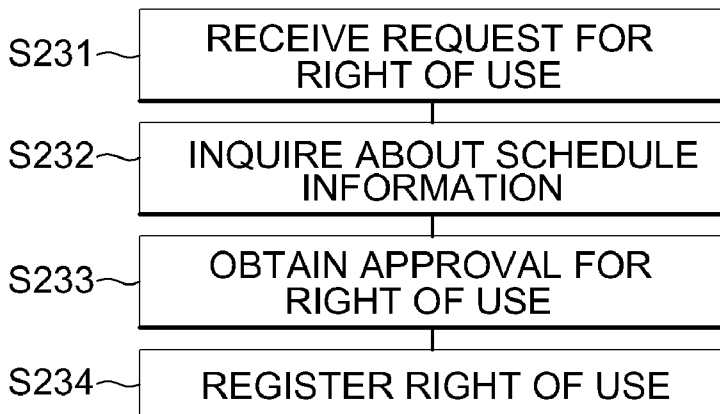 S231
RECEIVE REQUEST FOR
RIGHT OF USE
S232
INQUIRE ABOUT SCHEDULE
INFORMATION
S233
OBTAIN APPROVAL FOR
RIGHT OF USE
S234
REGISTER RIGHT OF USE